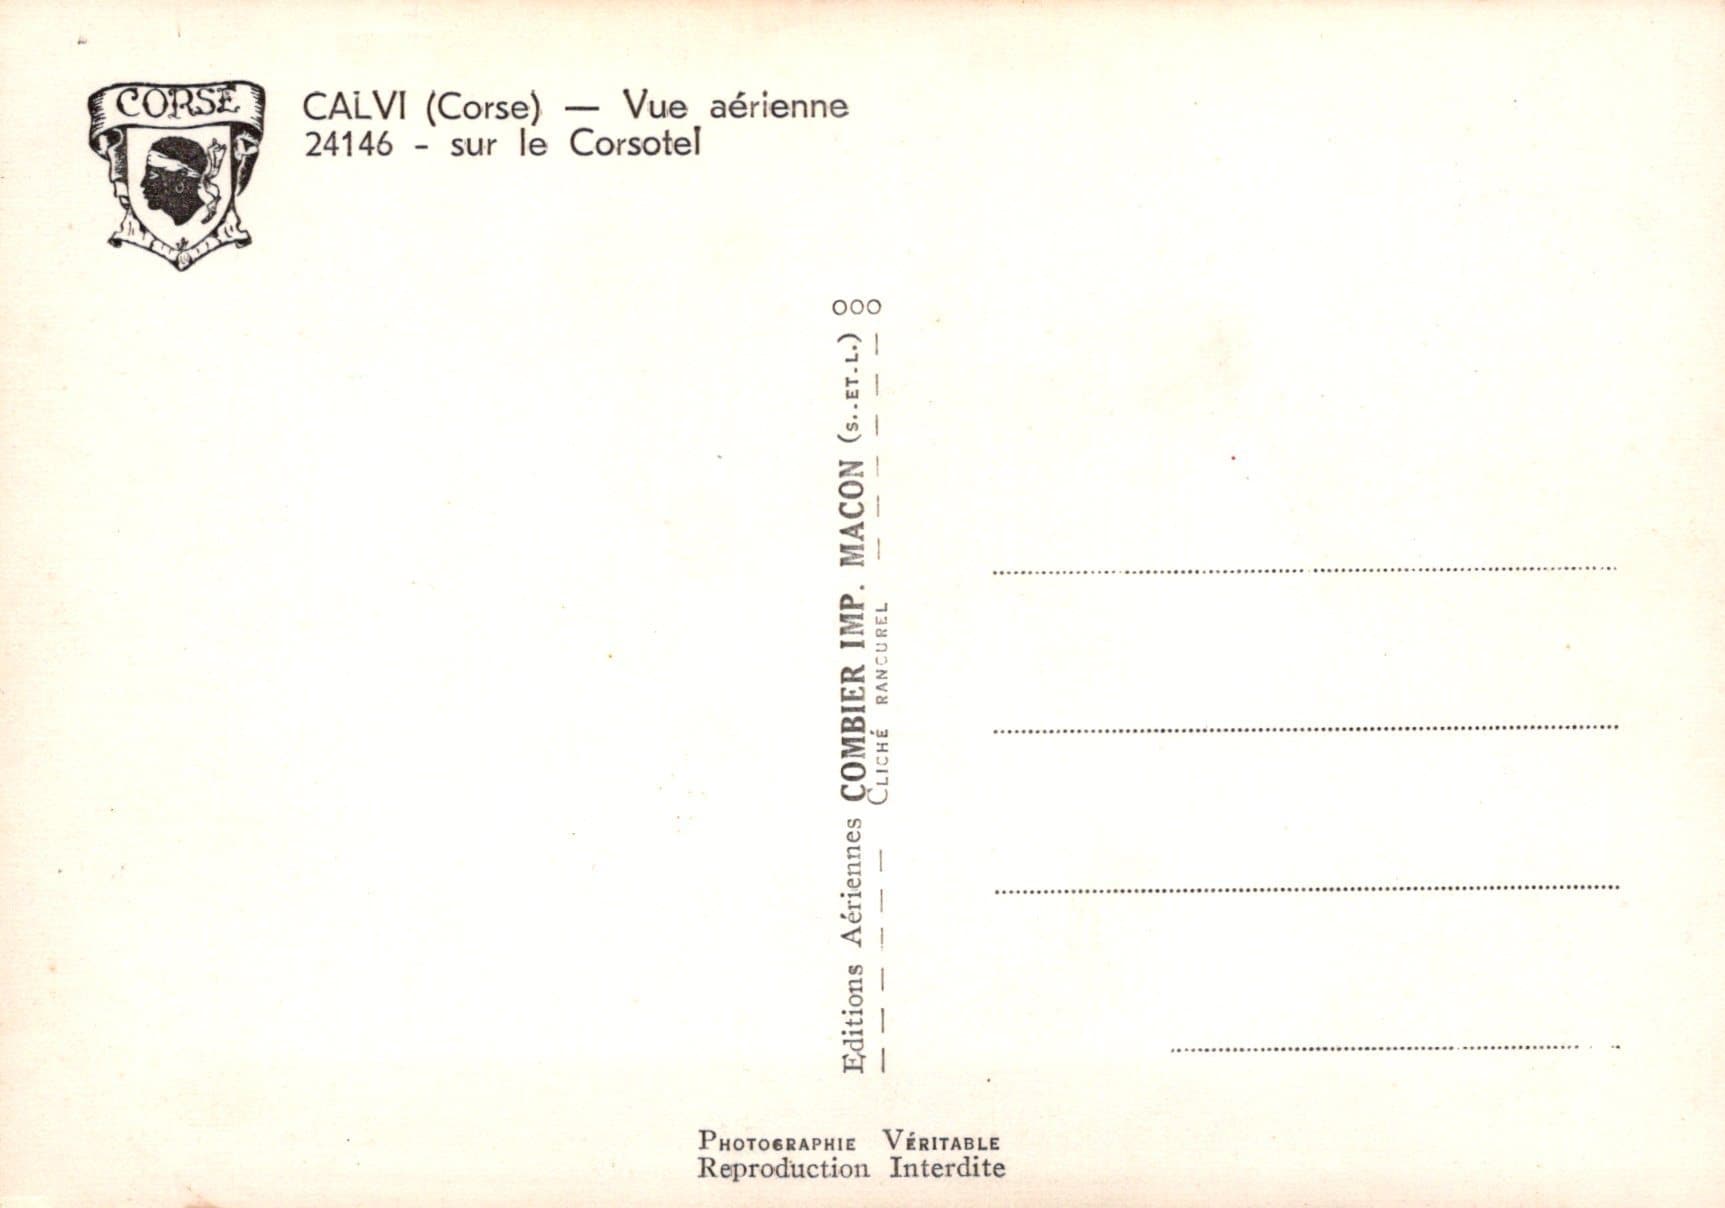 CORSE
CALVI (Corse) — Vue aérienne
24146 - sur le Corsotel
Editions Aériennes COMBIER IMP. MACON (S.-ET-L.) ooo
CLICHÉ RANCUREL
PHOTOGRAPHIE VÉRITABLE
Reproduction Interdite